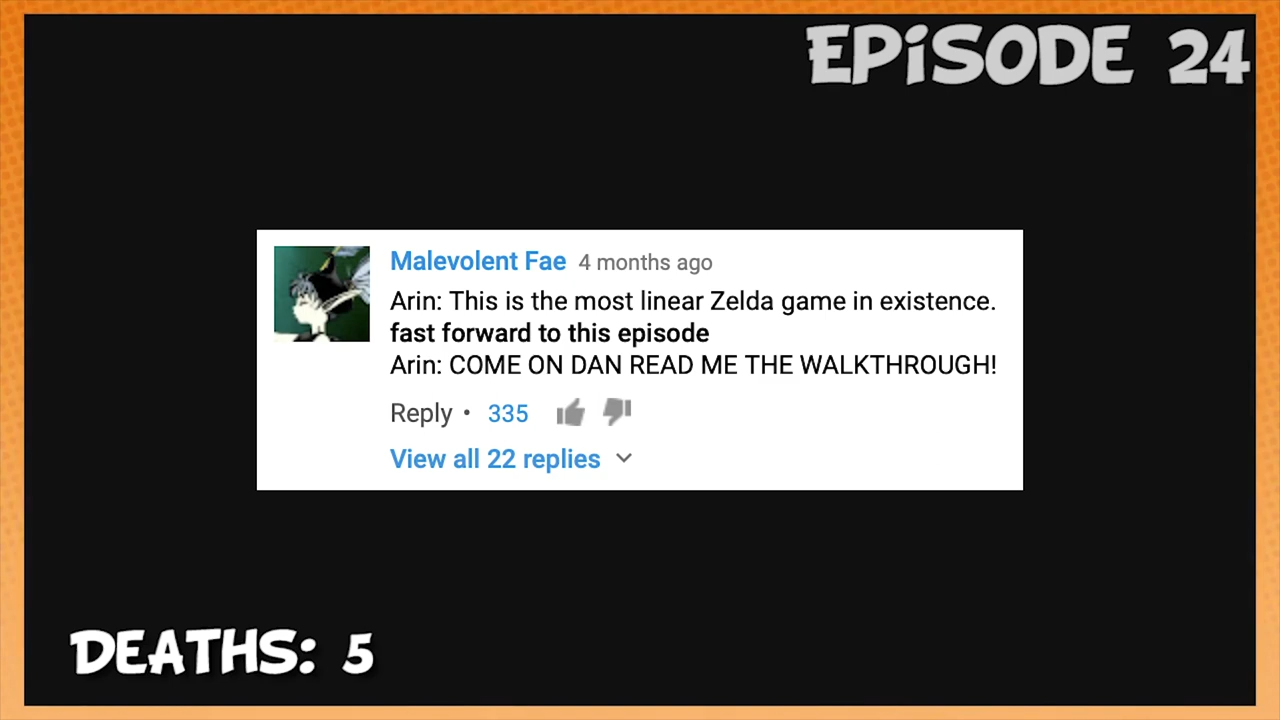 EPiSODE 24
Malevolent Fae 4 months ago
Arin: This is the most linear Zelda game in existence.
fast forward to this episode
Arin: COME ON DAN READ ME THE WALKTHROUGH!
Reply • 335
View all 22 replies
DEATHS: 5